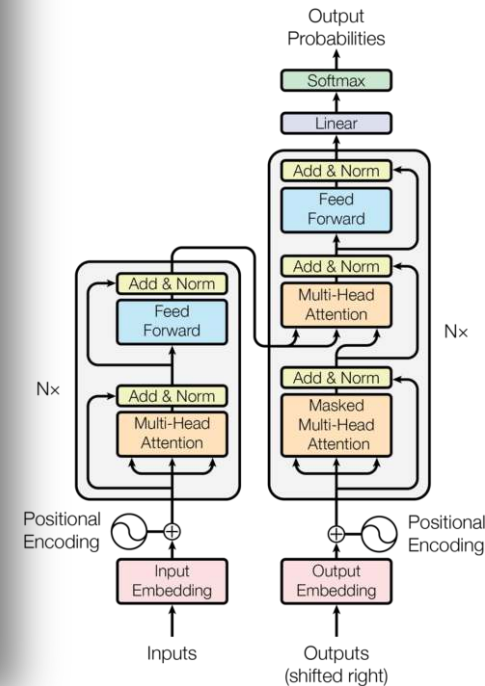 Output
Probabilities
Softmax
Linear
Add & Norm
Feed
Forward
Add & Norm
Multi-Head
Attention
Add & Norm
Masked
Multi-Head
Attention
N×
Add & Norm
Feed
Forward
Add & Norm
Multi-Head
Attention
N×
Positional
Encoding
Positional
Encoding
Input
Embedding
Output
Embedding
Inputs
Outputs
(shifted right)